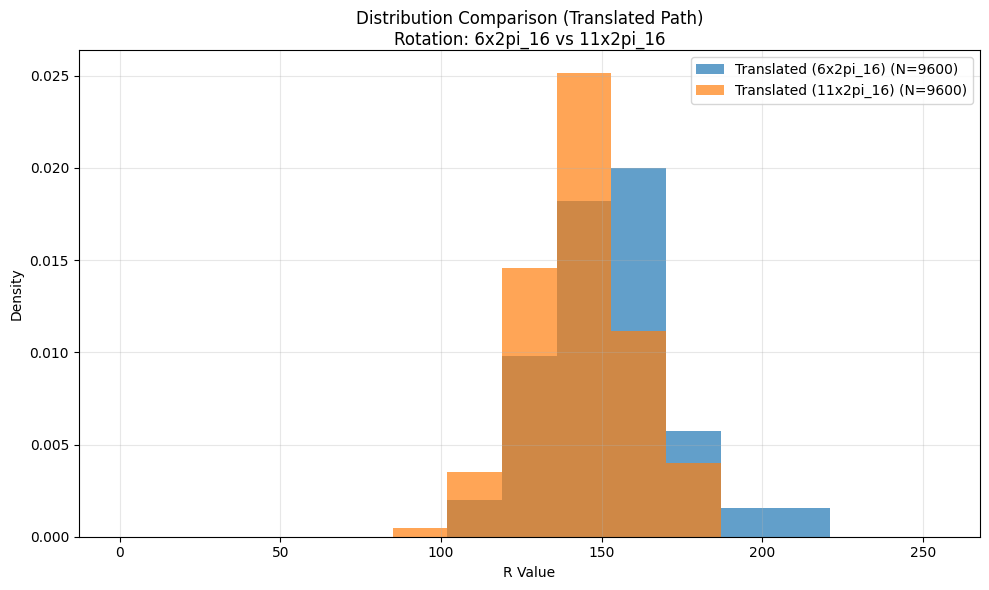 Distribution Comparison (Translated Path)
Rotation: 6x2pi_16 vs 11x2pi_16
Translated (6x2pi_16) (N=9600)
Translated (11x2pi_16) (N=9600)
Density
0.025
0.020
0.015
0.010
0.005
0.000
0 50 100 150 200 250
R Value